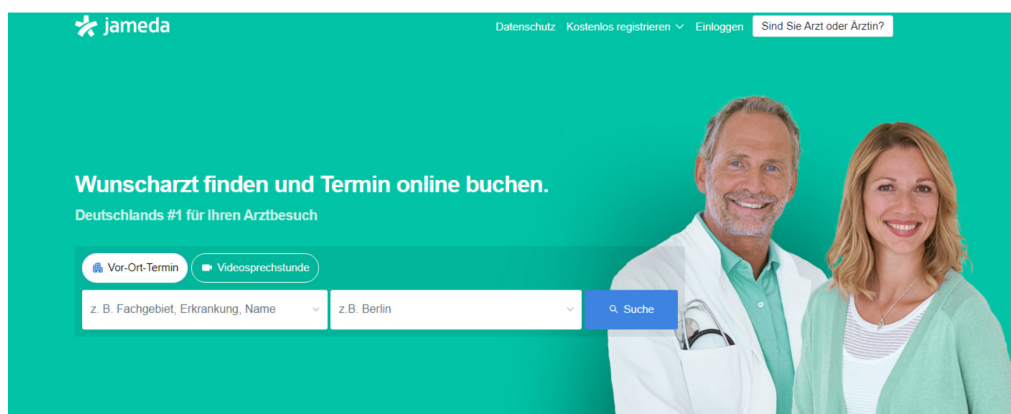 jameda
Datenschutz Kostenlos registrieren Einloggen Sind Sie Arzt oder Ärztin?
Wunscharzt finden und Termin online buchen.
Deutschlands #1 für Ihren Arztbesuch
Vor-Ort-Termin Videosprechstunde
z. B. Fachgebiet, Erkrankung, Name z.B. Berlin Suche